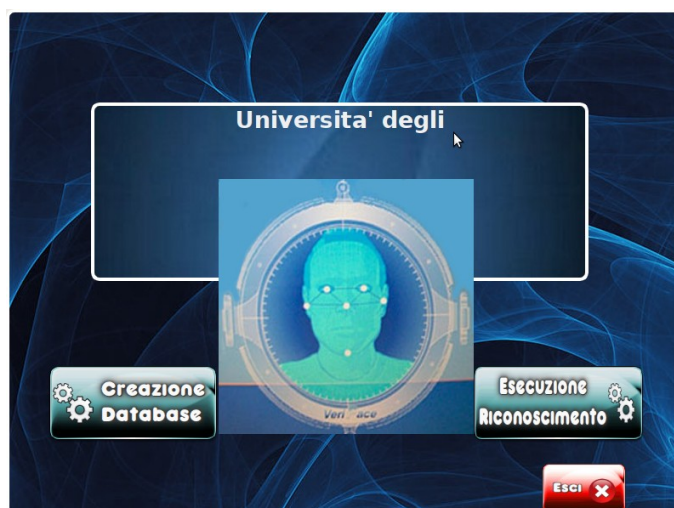 Universita' degli
Creazione
Database
Esecuzione
Riconoscimento
Esci